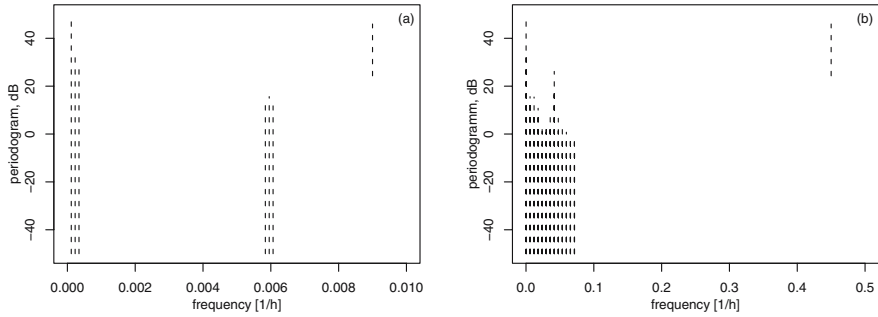 (a)
periodogram, dB
40
20
0
−20
−40
0.000 0.002 0.004 0.006 0.008 0.010
frequency [1/h]
(b)
periodogramm, dB
40
20
0
−20
−40
0.0 0.1 0.2 0.3 0.4 0.5
frequency [1/h]